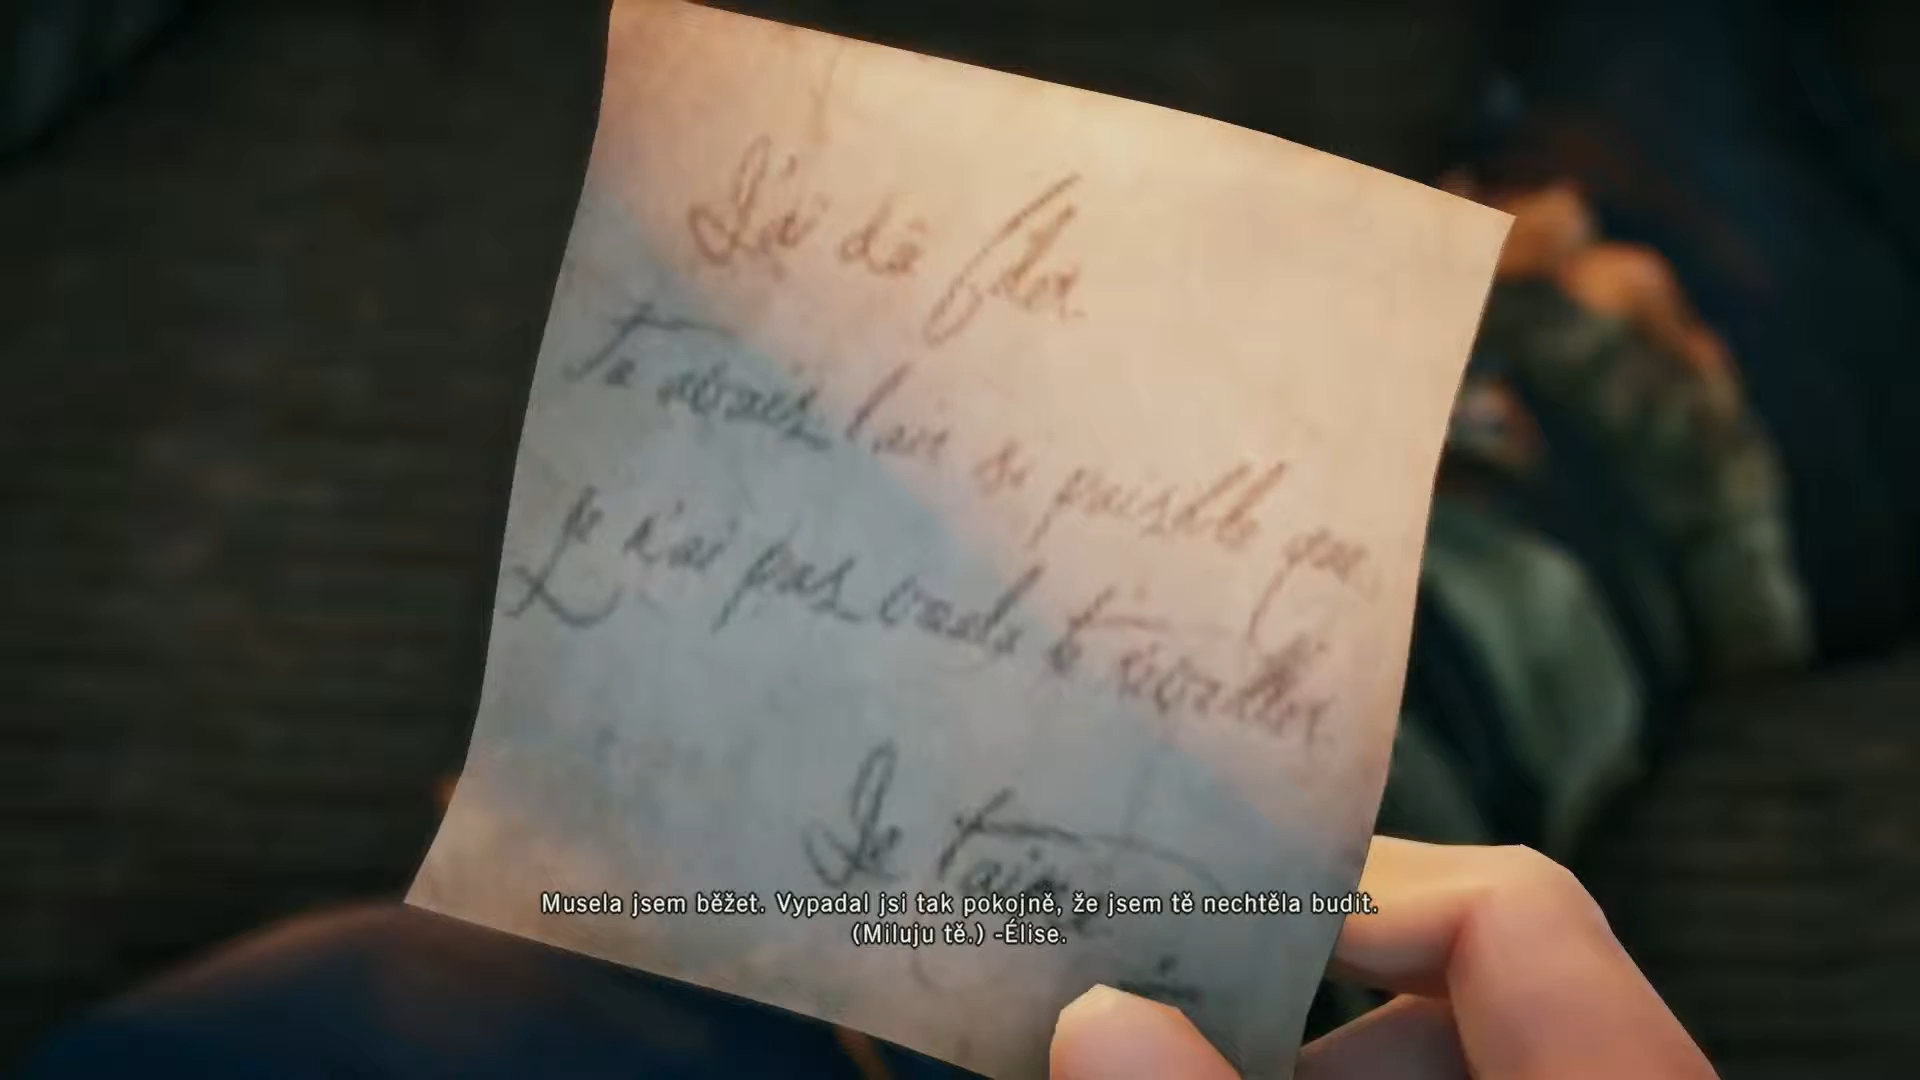 J'ai dû filer.
Tu avais l'air si paisible que
je n'ai pas voulu te réveiller
Je t'aime
Musela jsem běžet. Vypadal jsi tak pokojně, že jsem tě nechtěla budit.
(Miluju tě.) -Élise.